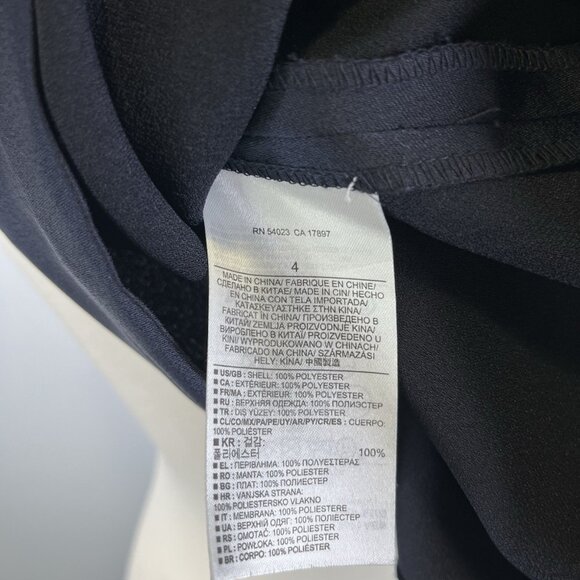 RN 54023 CA 17897
4
MADE IN CHINA/ FABRIQUE EN CHINE/
СДЕЛАНО В КИТАЕ/ MADE IN CIN/ HECHO
EN CHINA CON TELA IMPORTADA/
ΚΑΤΑΣΚΕΥΑΣΤΗΚΕ ΣΤΗΝ ΚΙΝΑ/
FABRICAT IN CHINA/ ПРОИЗВЕДЕНО В
КИТАЙ/ ZEMLJA PROIZVODNJE KINA/
ВИРОБЛЕНО В КИТАЇ/ PROIZVEDENO U
KINI/ WYPRODUKOWANO W CHINACH/
FABRICADO NA CHINA/ SZÁRMAZÁSI
HELY: KÍNA/ 中國製造
▪ US/GB : SHELL: 100% POLYESTER
▪ CA : EXTÉRIEUR: 100% POLYESTER
▪ FR/MA : EXTÉRIEUR: 100% POLYESTER
▪ RU : ВЕРХНЯЯ ОДЕЖДА: 100% ПОЛИЭСТЕР
▪ TR : DIS YÜZEY: 100% POLYESTER
▪ CL/CO/MX/PA/PE/UY/AR/PY/CR/ES : CUERPO:
100% POLIÉSTER
▪ KR : 겉감:
폴리에스터 100%
▪ EL : ΠΕΡΙΒΛΗΜΑ: 100% ΠΟΛΥΕΣΤΕΡΑΣ
▪ RO : MANTA: 100% POLIESTER
▪ BG : ПЛАТ: 100% ПОЛИЕСТЕР
▪ HR : VANJSKA STRANA:
100% POLIESTERSKO VLAKNO
▪ IT : MEMBRANA: 100% POLIESTERE
▪ UA : ВЕРХНІЙ ОДЯГ: 100% ПОЛІЕСТЕР
▪ RS : OMOTAČ: 100% POLIESTER
▪ PL : POWŁOKA: 100% POLIESTER
▪ BR : CORPO: 100% POLIÉSTER